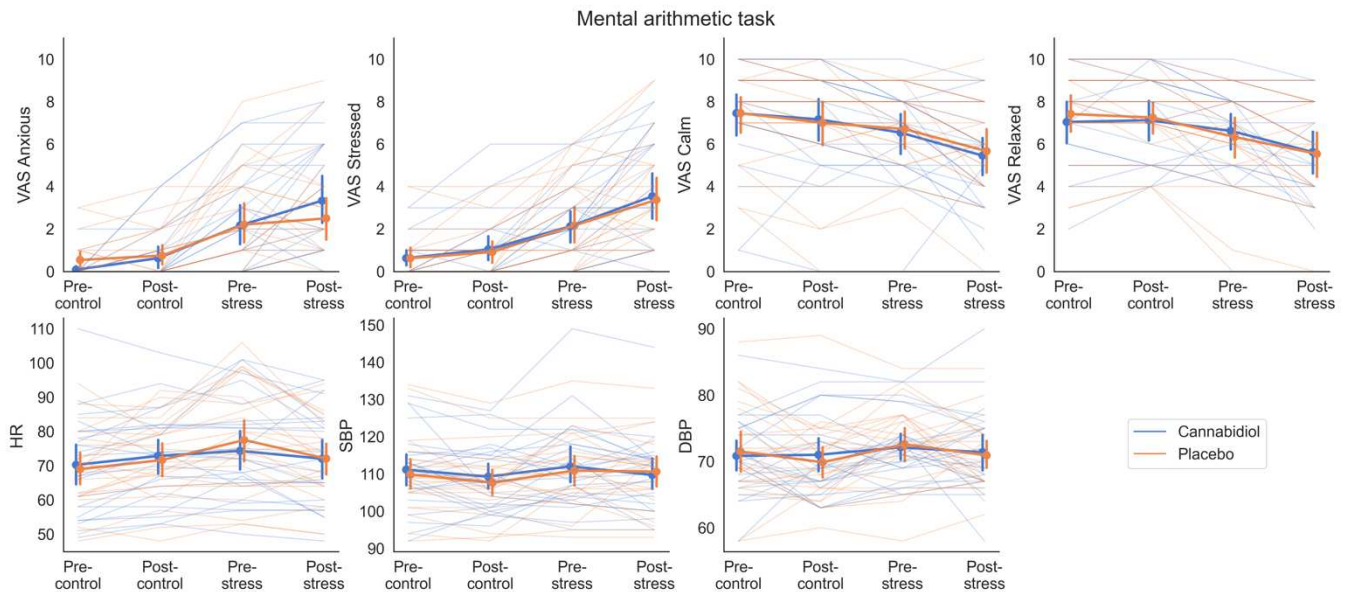 Mental arithmetic task
VAS Anxious
10
8
6
4
2
0
Pre-control
Post-control
Pre-stress
Post-stress
VAS Stressed
10
8
6
4
2
0
Pre-control
Post-control
Pre-stress
Post-stress
VAS Calm
10
8
6
4
2
0
Pre-control
Post-control
Pre-stress
Post-stress
VAS Relaxed
10
8
6
4
2
0
Pre-control
Post-control
Pre-stress
Post-stress
HR
110
100
90
80
70
60
50
Pre-control
Post-control
Pre-stress
Post-stress
SBP
150
140
130
120
110
100
90
Pre-control
Post-control
Pre-stress
Post-stress
DBP
90
80
70
60
Pre-control
Post-control
Pre-stress
Post-stress
Cannabidiol
Placebo